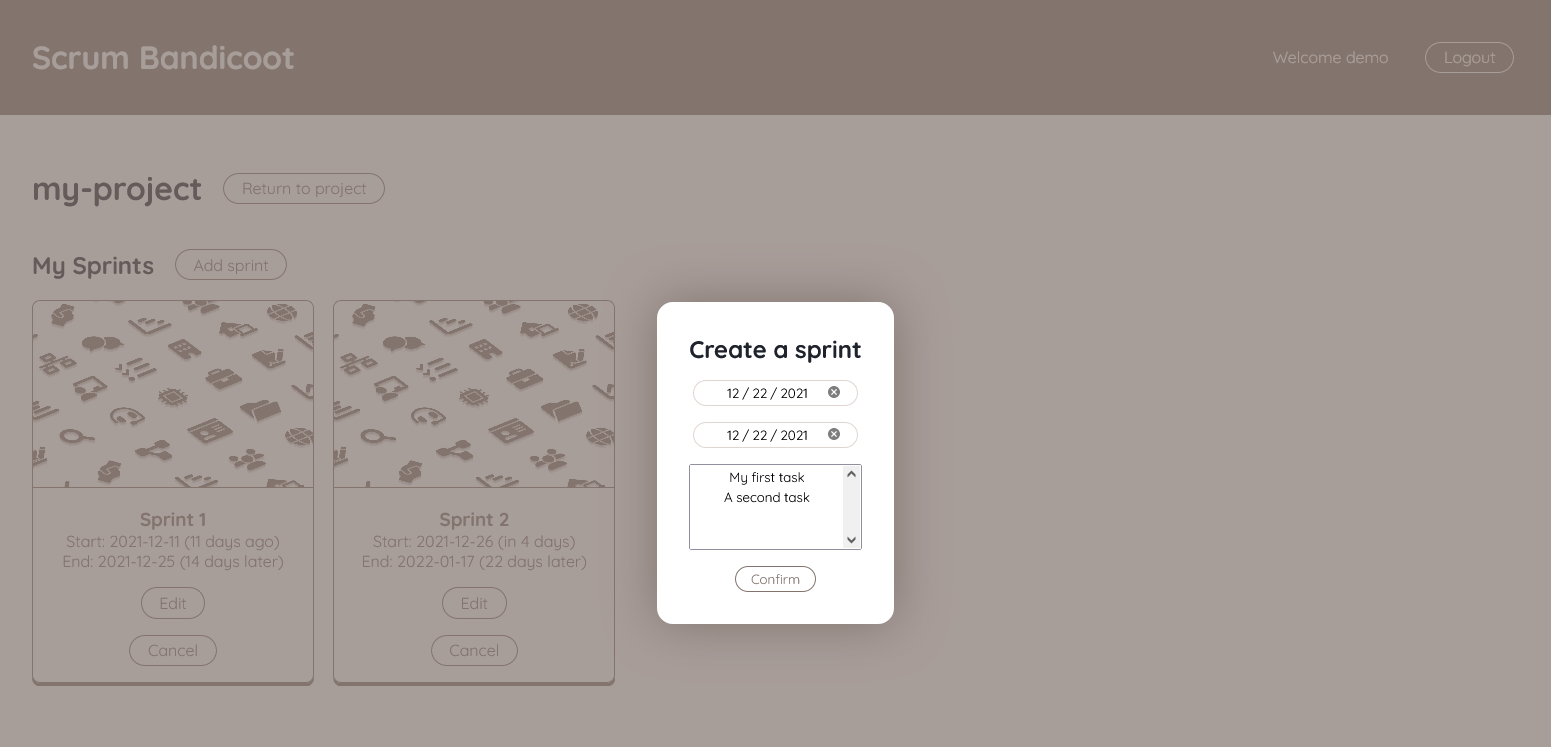 Scrum Bandicoot
Welcome demo
Logout
my-project
Return to project
My Sprints
Add sprint
Sprint 1
Start: 2021-12-11 (11 days ago)
End: 2021-12-25 (14 days later)
Edit
Cancel
Sprint 2
Start: 2021-12-26 (in 4 days)
End: 2022-01-17 (22 days later)
Edit
Cancel
Create a sprint
12 / 22 / 2021
12 / 22 / 2021
My first task
A second task
Confirm